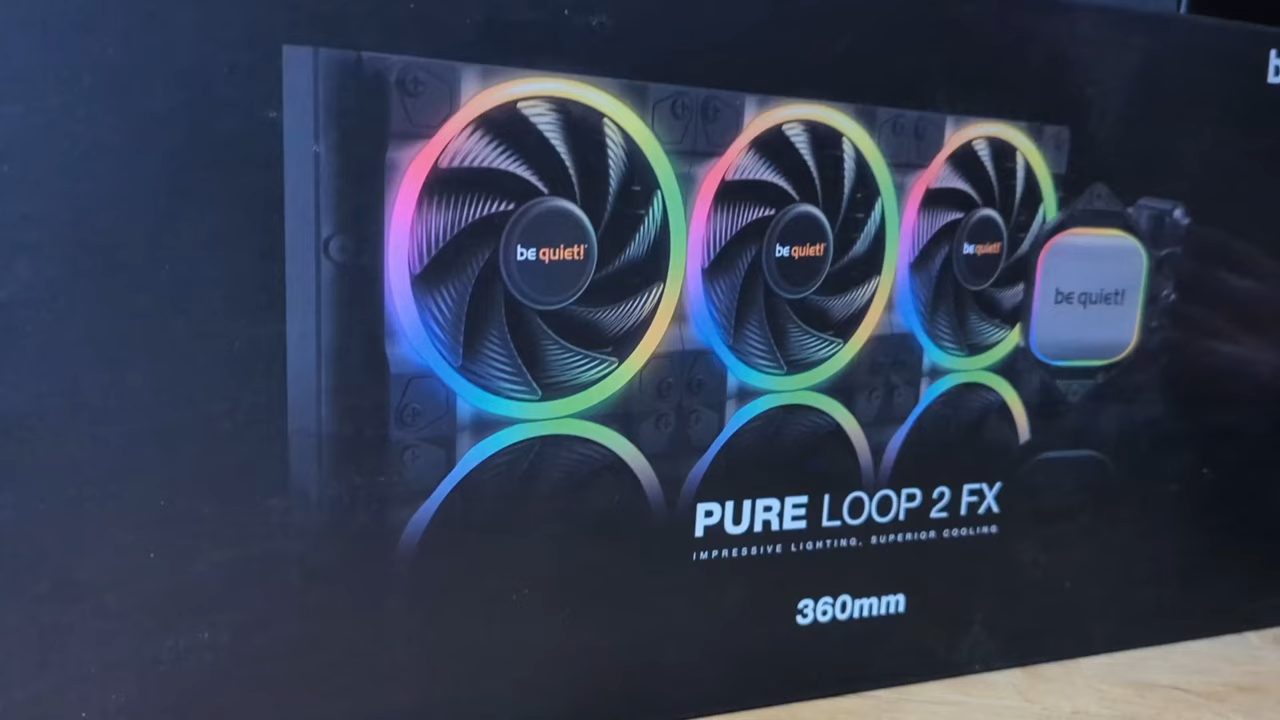 be quiet!
be quiet!
be quiet!
be quiet!
PURE LOOP 2 FX
IMPRESSIVE LIGHTING. SUPERIOR COOLING.
360mm